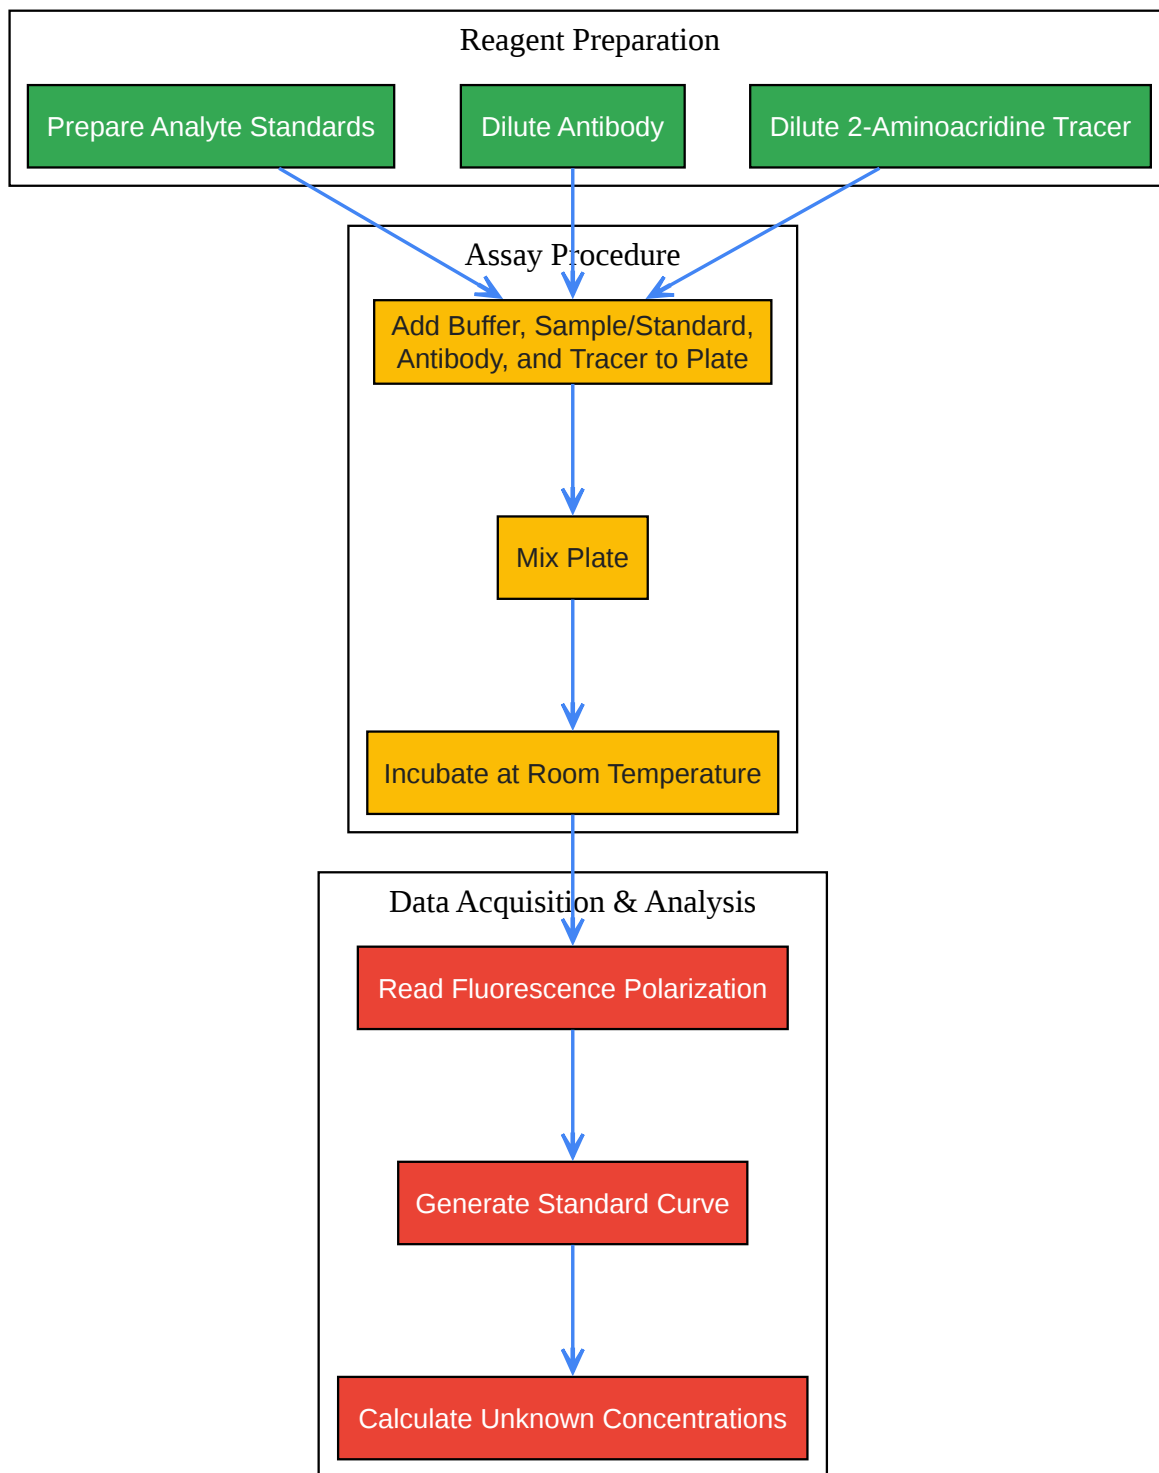 Reagent Preparation
Prepare Analyte Standards
Dilute Antibody
Dilute 2-Aminoacridine Tracer
Assay Procedure
Add Buffer, Sample/Standard,
Antibody, and Tracer to Plate
Mix Plate
Incubate at Room Temperature
Data Acquisition & Analysis
Read Fluorescence Polarization
Generate Standard Curve
Calculate Unknown Concentrations